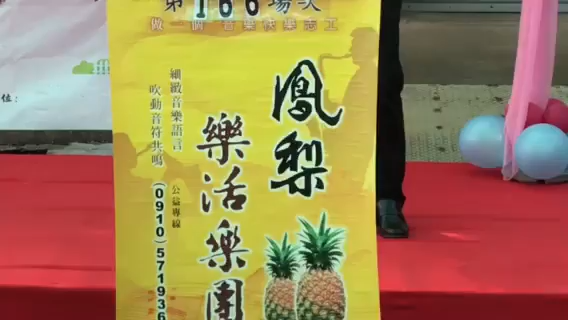 第166場次
做一個 音樂快樂志工
鳳梨
樂活樂團
細緻音樂語言
吹動音符共鳴
公益專線
(0910)571936
位：